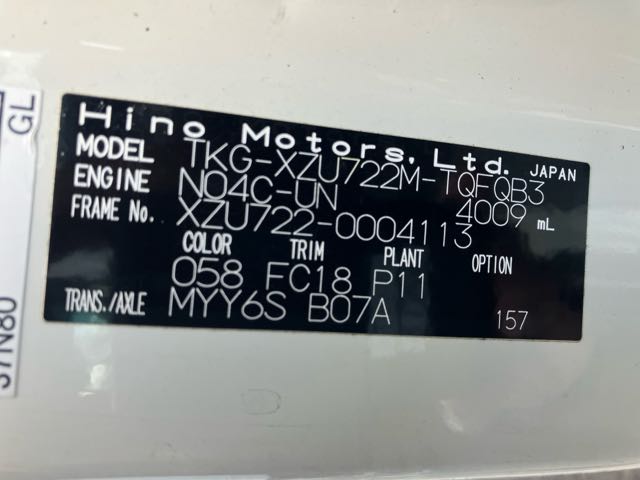 Hino Motors, Ltd. JAPAN
MODEL TKG-XZU722M-TQFQB3
ENGINE N04C-UN 4009 mL
FRAME No. XZU722-0004113
COLOR TRIM PLANT OPTION
058 FC18 P11
TRANS./AXLE MYY6S B07A 157
GL
37N80